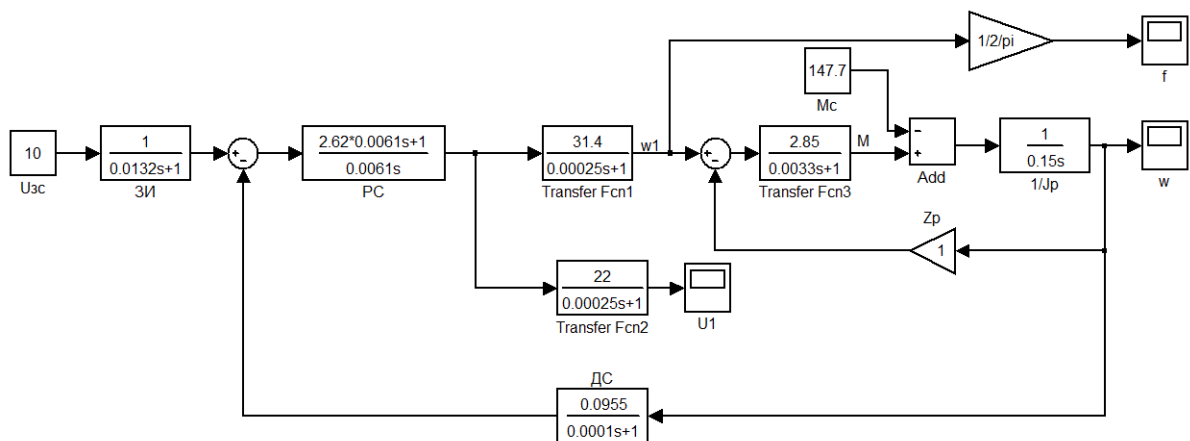 1/2/pi
f
147.7
Mc
10
Uзс
1
0.0132s+1
ЗИ
+
−
2.62*0.0061s+1
0.0061s
РС
31.4
0.00025s+1
Transfer Fcn1
w1
+
−
2.85
0.0033s+1
Transfer Fcn3
M
−
+
Add
1
0.15s
1/Jp
w
Zp
1
22
0.00025s+1
Transfer Fcn2
U1
ДС
0.0955
0.0001s+1